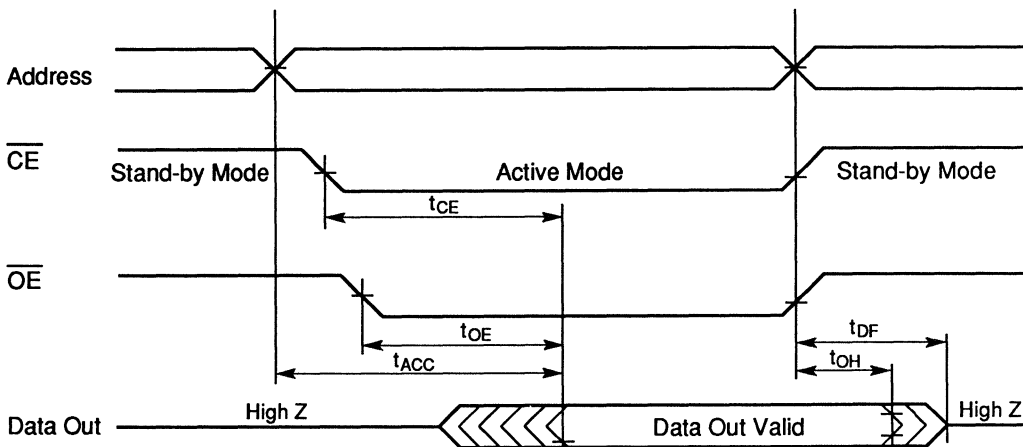 Address
CE
Stand-by Mode Active Mode Stand-by Mode
tCE
OE
tOE
tDF
tACC
tOH
High Z
High Z
Data Out
Data Out Valid